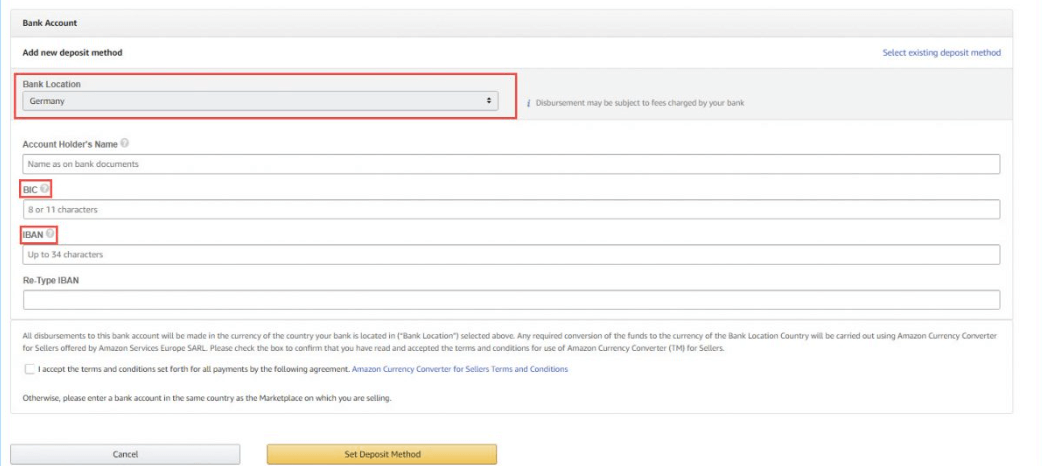 Bank Account
Add new deposit method
Select existing deposit method
Bank Location
Germany
i Disbursement may be subject to fees charged by your bank
Account Holder's Name
Name as on bank documents
BIC
8 or 11 characters
IBAN
Up to 34 characters
Re-Type IBAN
All disbursements to this bank account will be made in the currency of the country your bank is located in ("Bank Location") selected above. Any required conversion of the funds to the currency of the Bank Location Country will be carried out using Amazon Currency Converter
for Sellers offered by Amazon Services Europe SARL. Please check the box to confirm that you have read and accepted the terms and conditions for use of Amazon Currency Converter (TM) for Sellers.
I accept the terms and conditions set forth for all payments by the following agreement. Amazon Currency Converter for Sellers Terms and Conditions
Otherwise, please enter a bank account in the same country as the Marketplace on which you are selling.
Cancel
Set Deposit Method